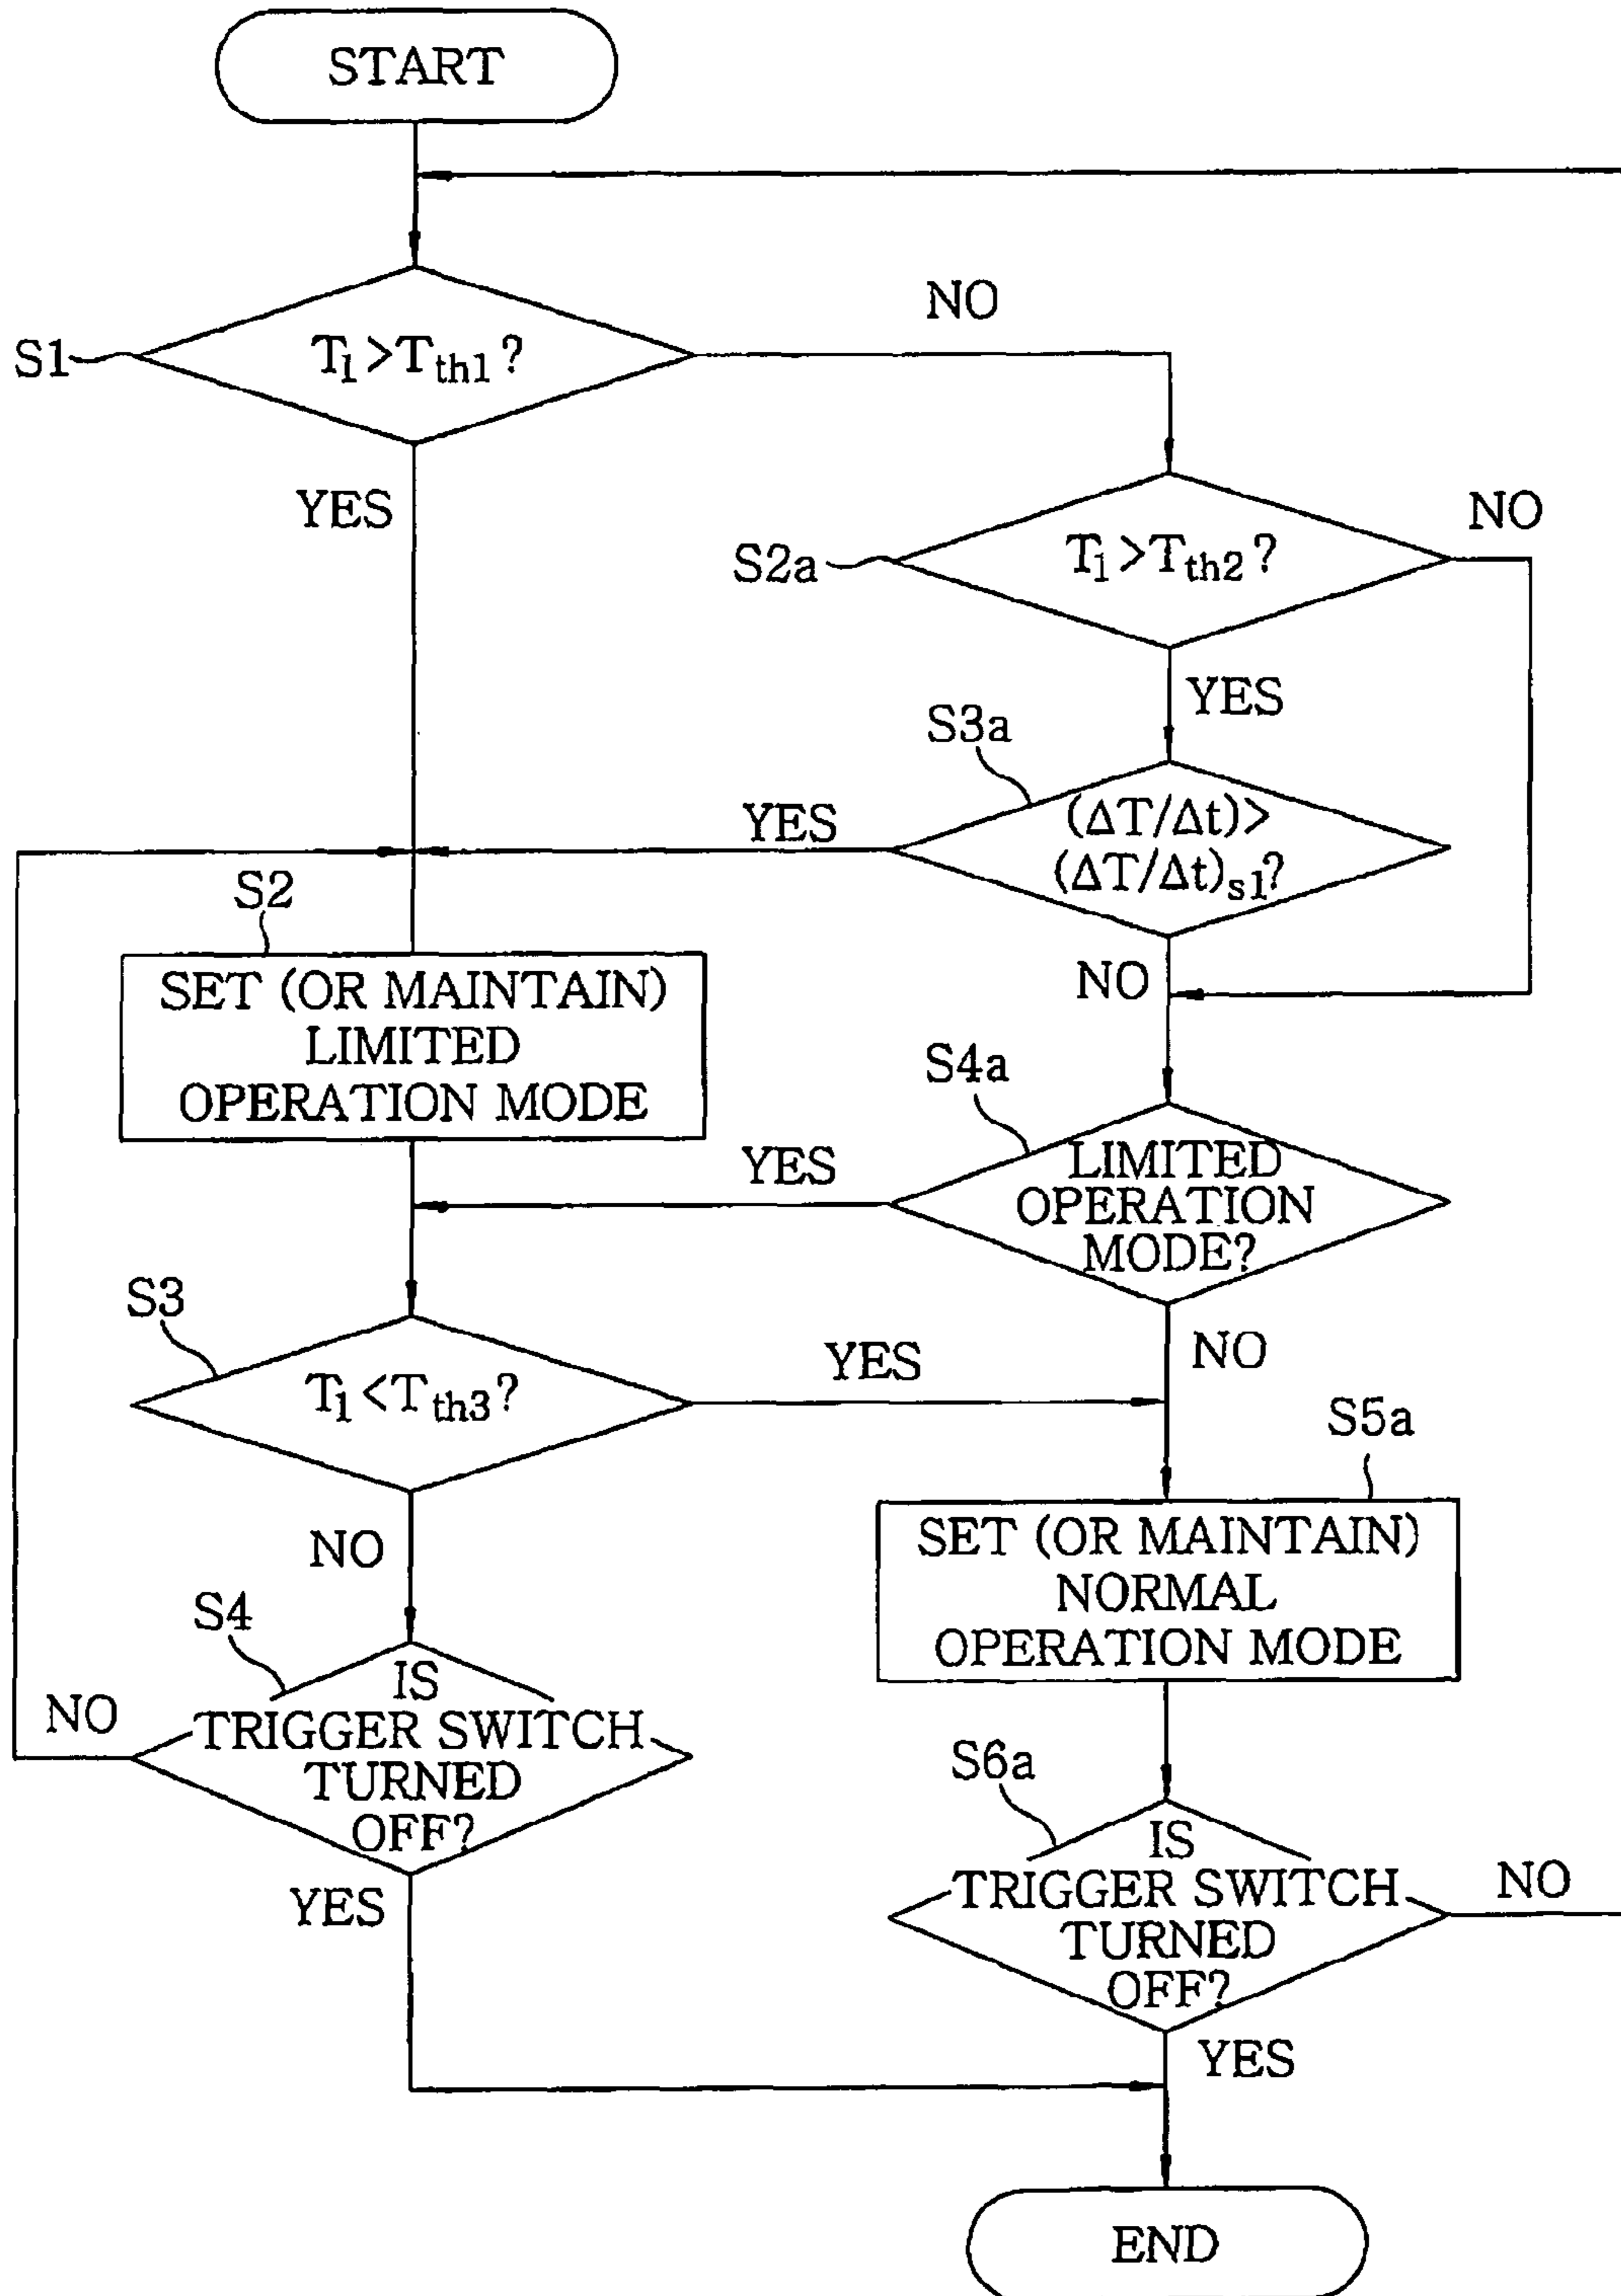 START
NO
S1
T1>Tth1?
YES
NO
S2a
T1>Tth2?
YES
S3a
YES
(ΔT/Δt)>
(ΔT/Δt)s1?
S2
NO
SET (OR MAINTAIN)
LIMITED
OPERATION MODE
S4a
YES
LIMITED
OPERATION
MODE?
S3
NO
YES
T1<Tth3?
S5a
NO
SET (OR MAINTAIN)
NORMAL
OPERATION MODE
S4
IS
TRIGGER SWITCH
TURNED
OFF?
NO
S6a
YES
IS
TRIGGER SWITCH
TURNED
OFF?
NO
YES
END